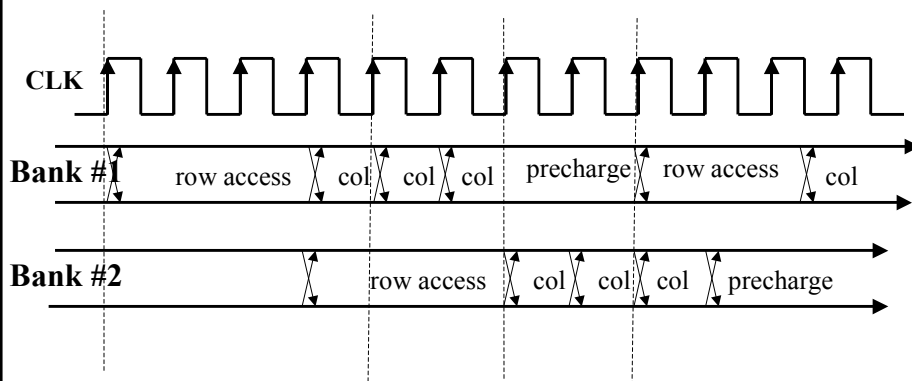 CLK
Bank #1 row access col col col precharge row access col
Bank #2 row access col col col precharge